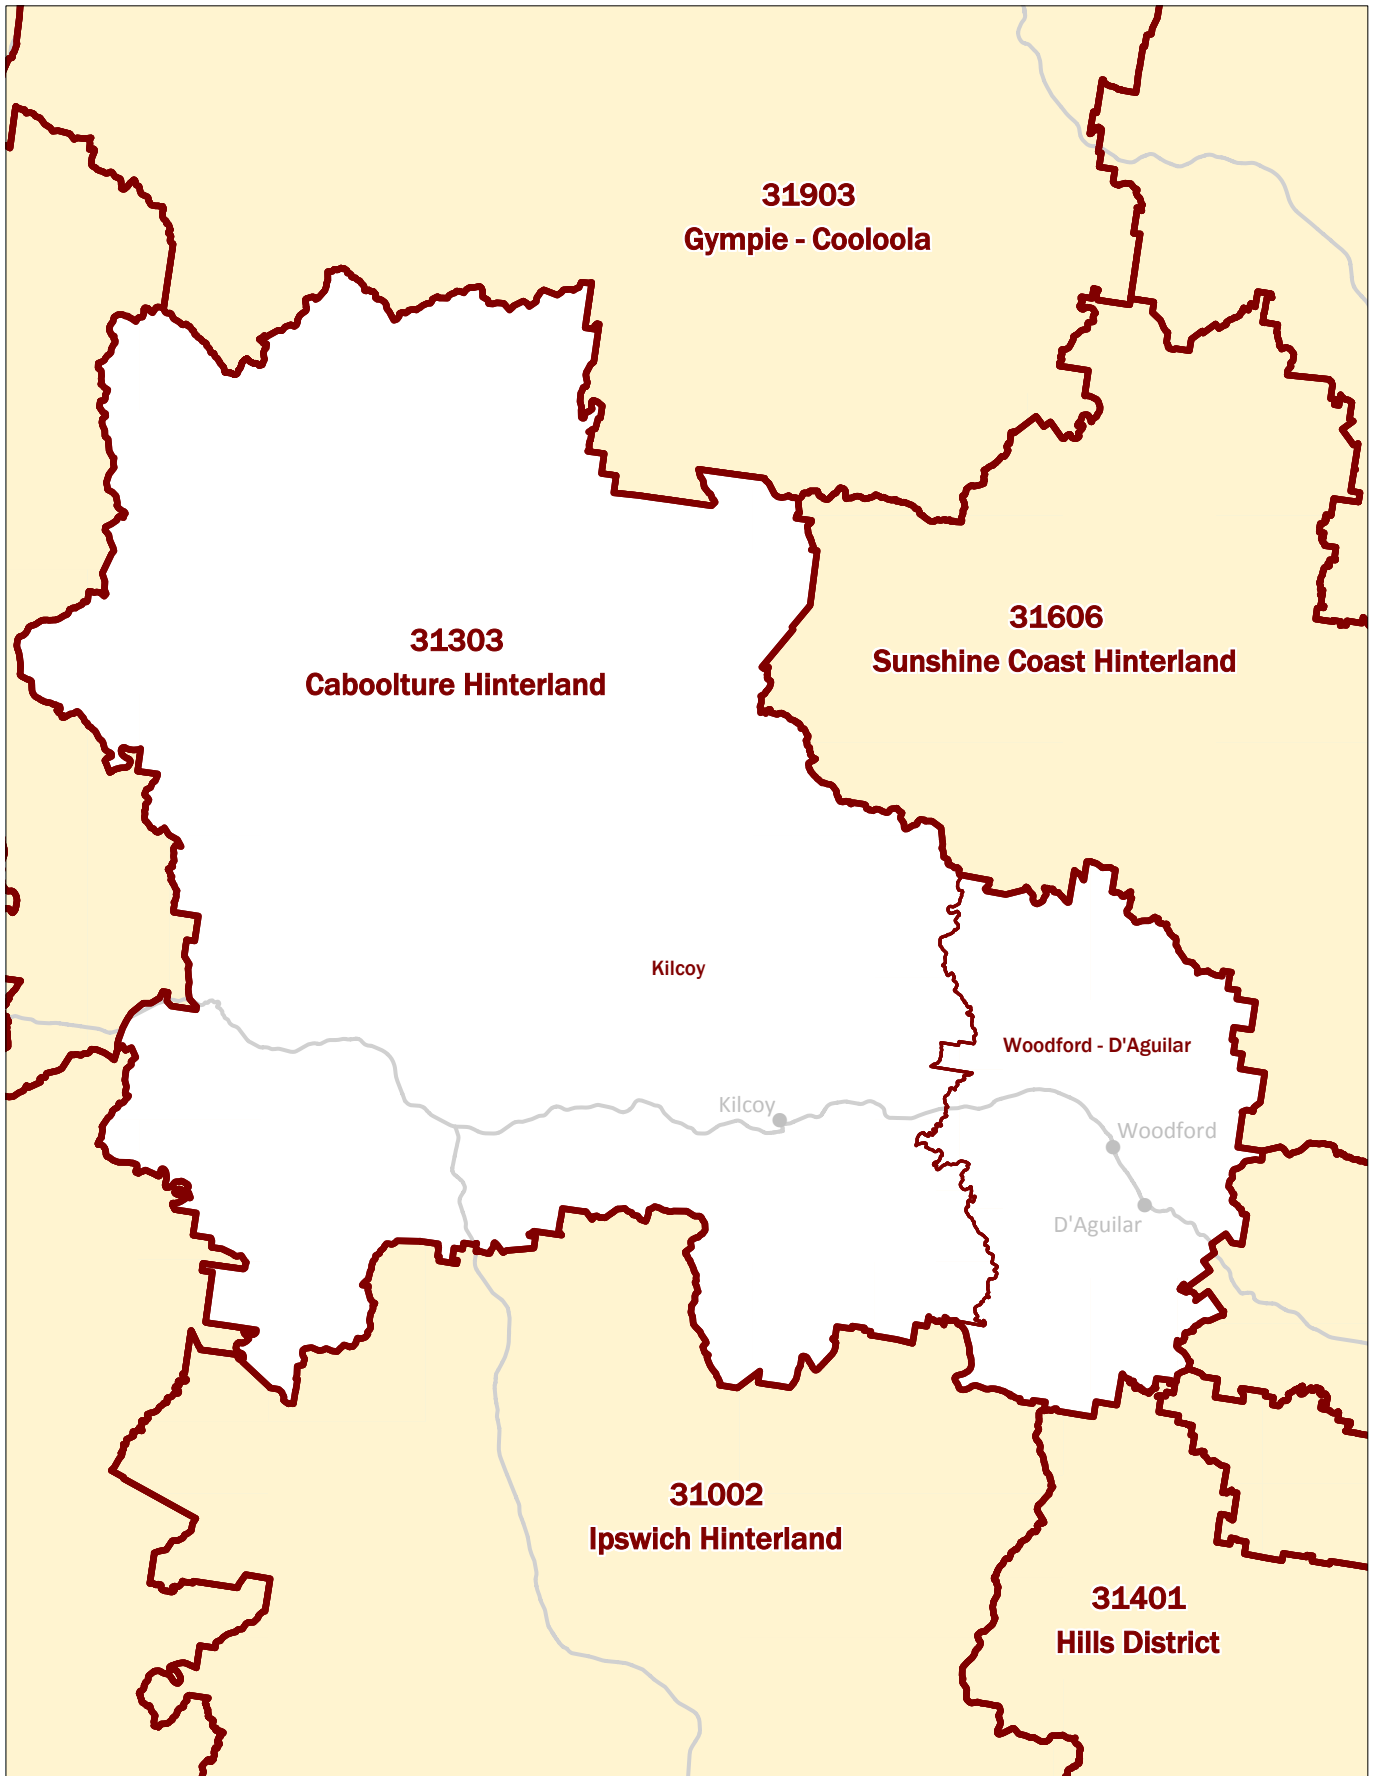 31903
Gympie - Cooloola
31606
Sunshine Coast Hinterland
31303
Caboolture Hinterland
Kilcoy
Woodford - D'Aguilar
Kilcoy
Woodford
D'Aguilar
31002
Ipswich Hinterland
31401
Hills District